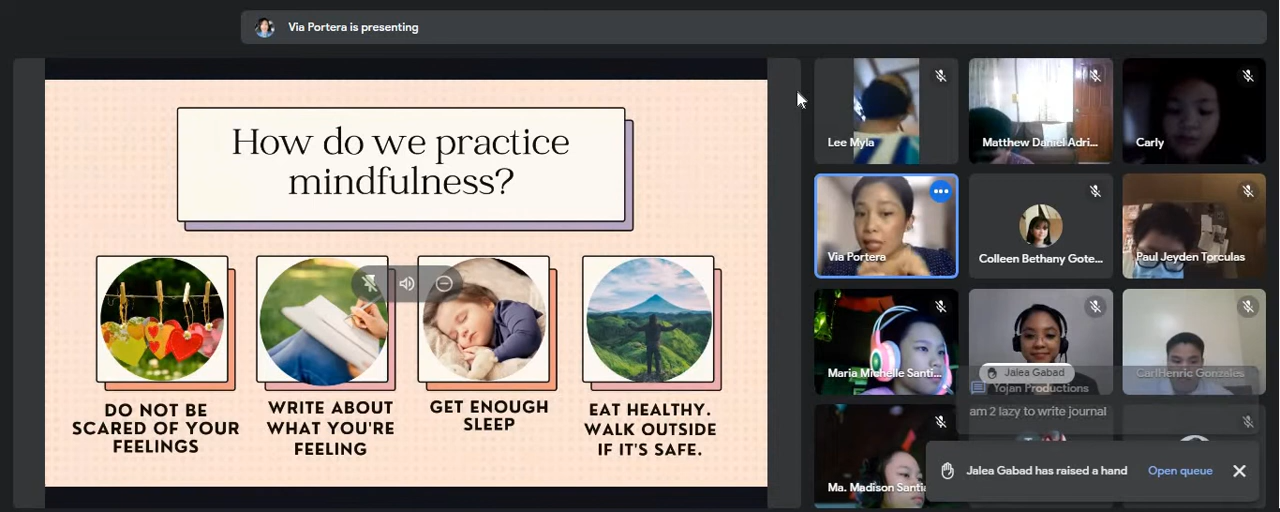 Via Portera is presenting
How do we practice
mindfulness?
DO NOT BE
SCARED OF YOUR
FEELINGS
WRITE ABOUT
WHAT YOU'RE
FEELING
GET ENOUGH
SLEEP
EAT HEALTHY.
WALK OUTSIDE
IF IT'S SAFE.
Lee Myla
Matthew Daniel Adri...
Carly
Via Portera
Colleen Bethany Gote...
Paul Jeyden Torculas
Maria Michelle Santi...
Jalea Gabad
CarlHenric Gonzales
Yojan Productions
am 2 lazy to write journal
Ma. Madison Santia
Jalea Gabad has raised a hand
Open queue